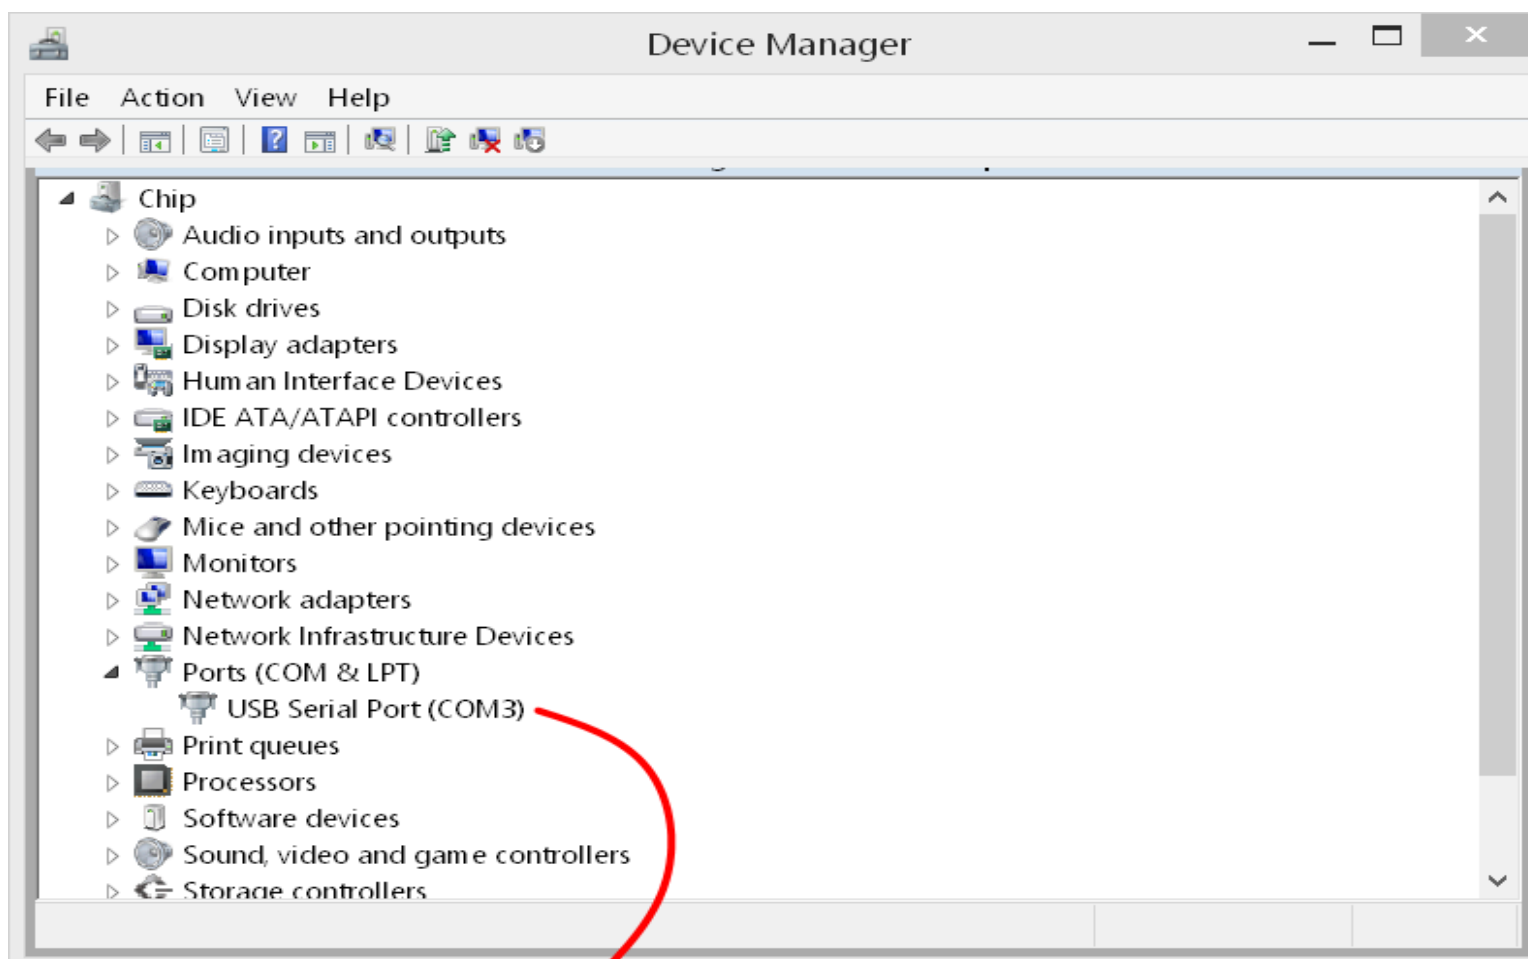 Device Manager
File Action View Help
Chip
Audio inputs and outputs
Computer
Disk drives
Display adapters
Human Interface Devices
IDE ATA/ATAPI controllers
Imaging devices
Keyboards
Mice and other pointing devices
Monitors
Network adapters
Network Infrastructure Devices
Ports (COM & LPT)
USB Serial Port (COM3)
Print queues
Processors
Software devices
Sound, video and game controllers
Storage controllers